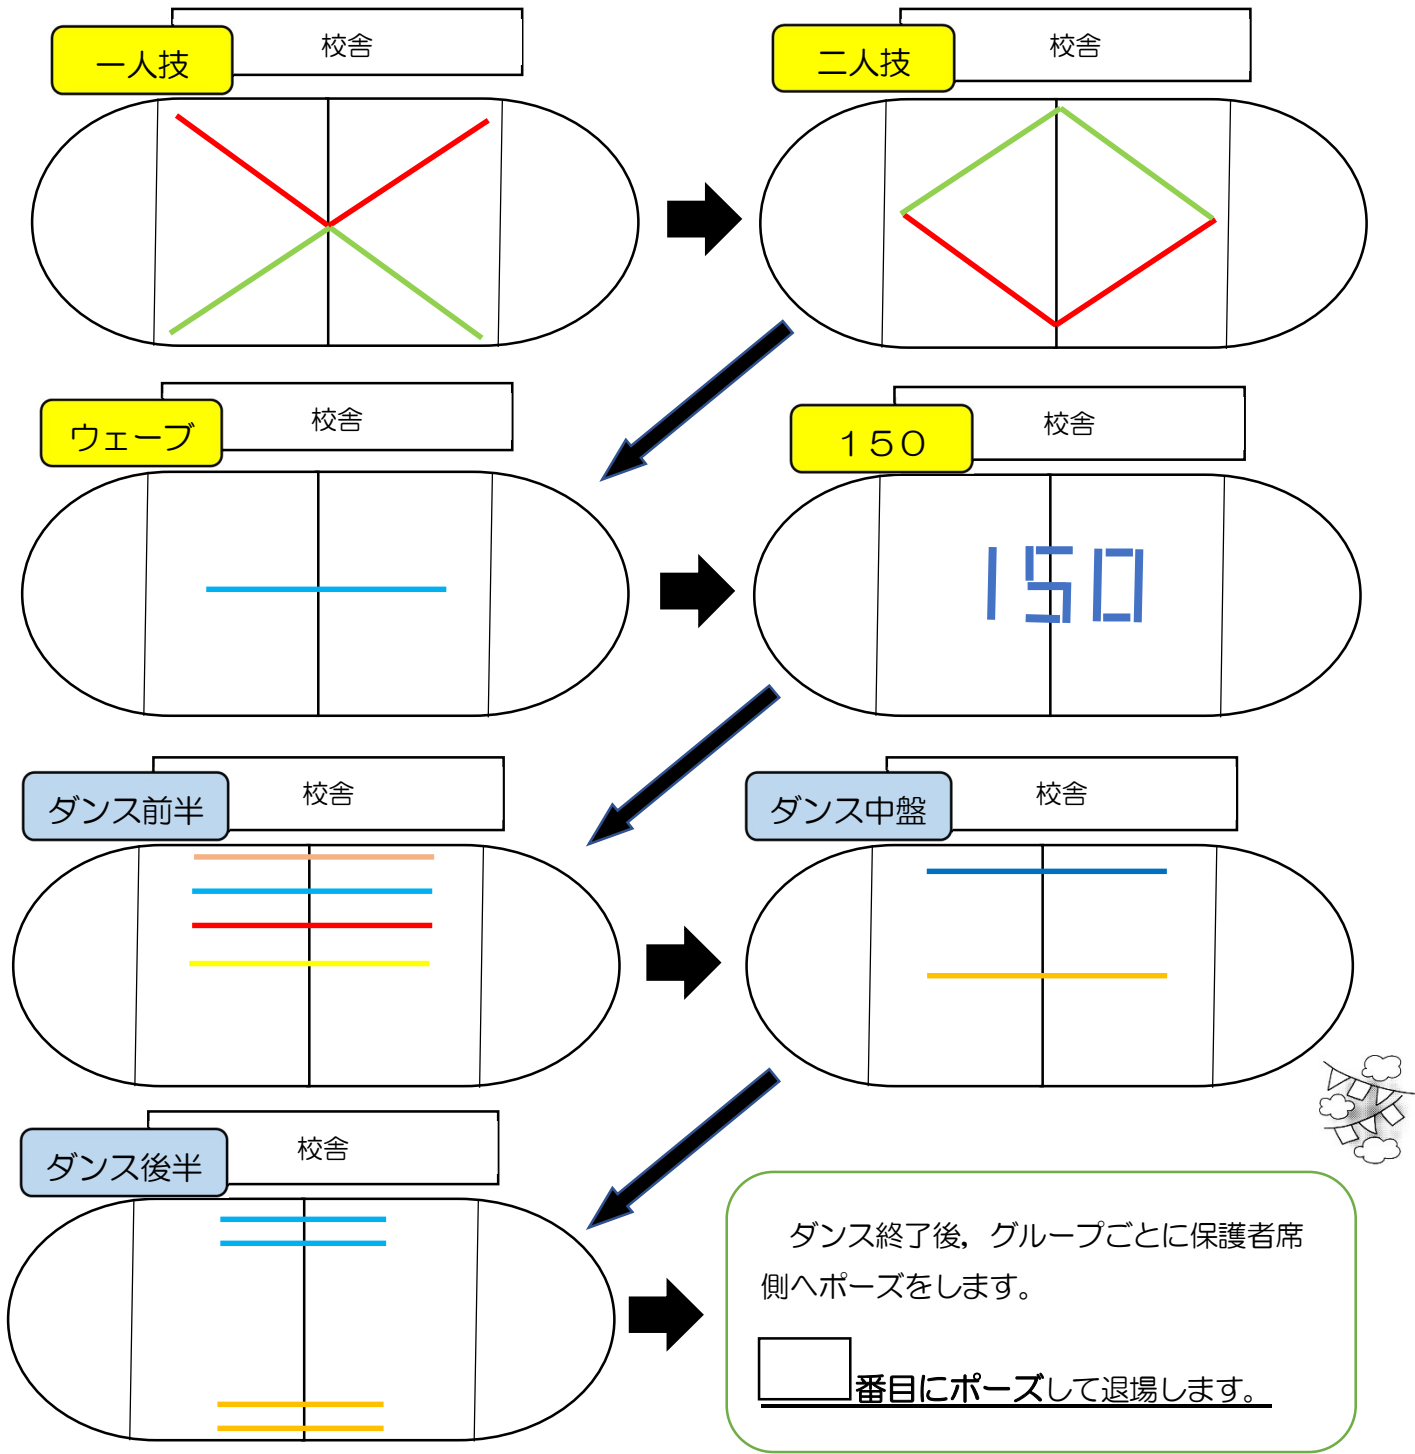 一人技
校舎
二人技
校舎
ウェーブ
校舎
１５０
校舎
150
ダンス前半
校舎
ダンス中盤
校舎
ダンス後半
校舎
ダンス終了後，グループごとに保護者席
側へポーズをします。
番目にポーズして退場します。